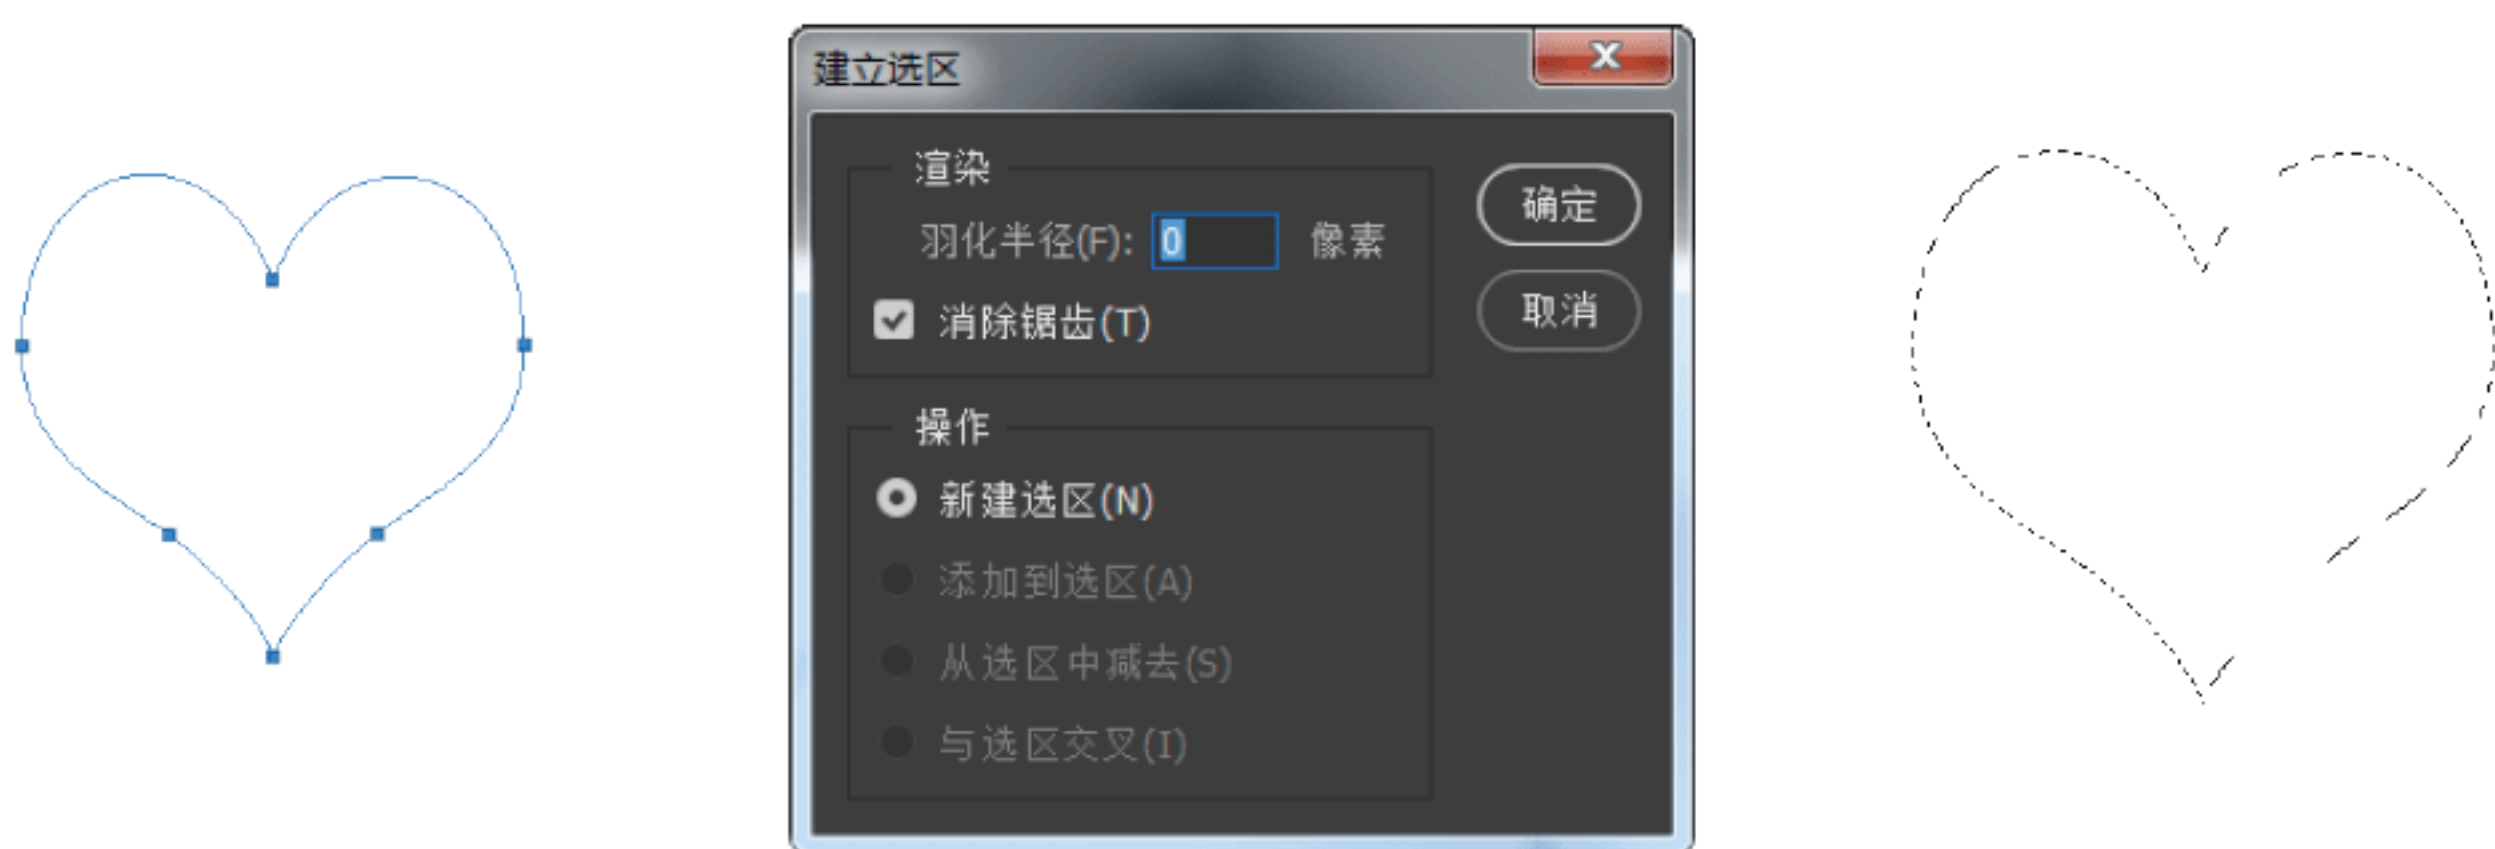 建立选区
渲染
羽化半径(F): 0 像素
确定
消除锯齿(T)
取消
操作
新建选区(N)
添加到选区(A)
从选区中减去(S)
与选区交叉(I)